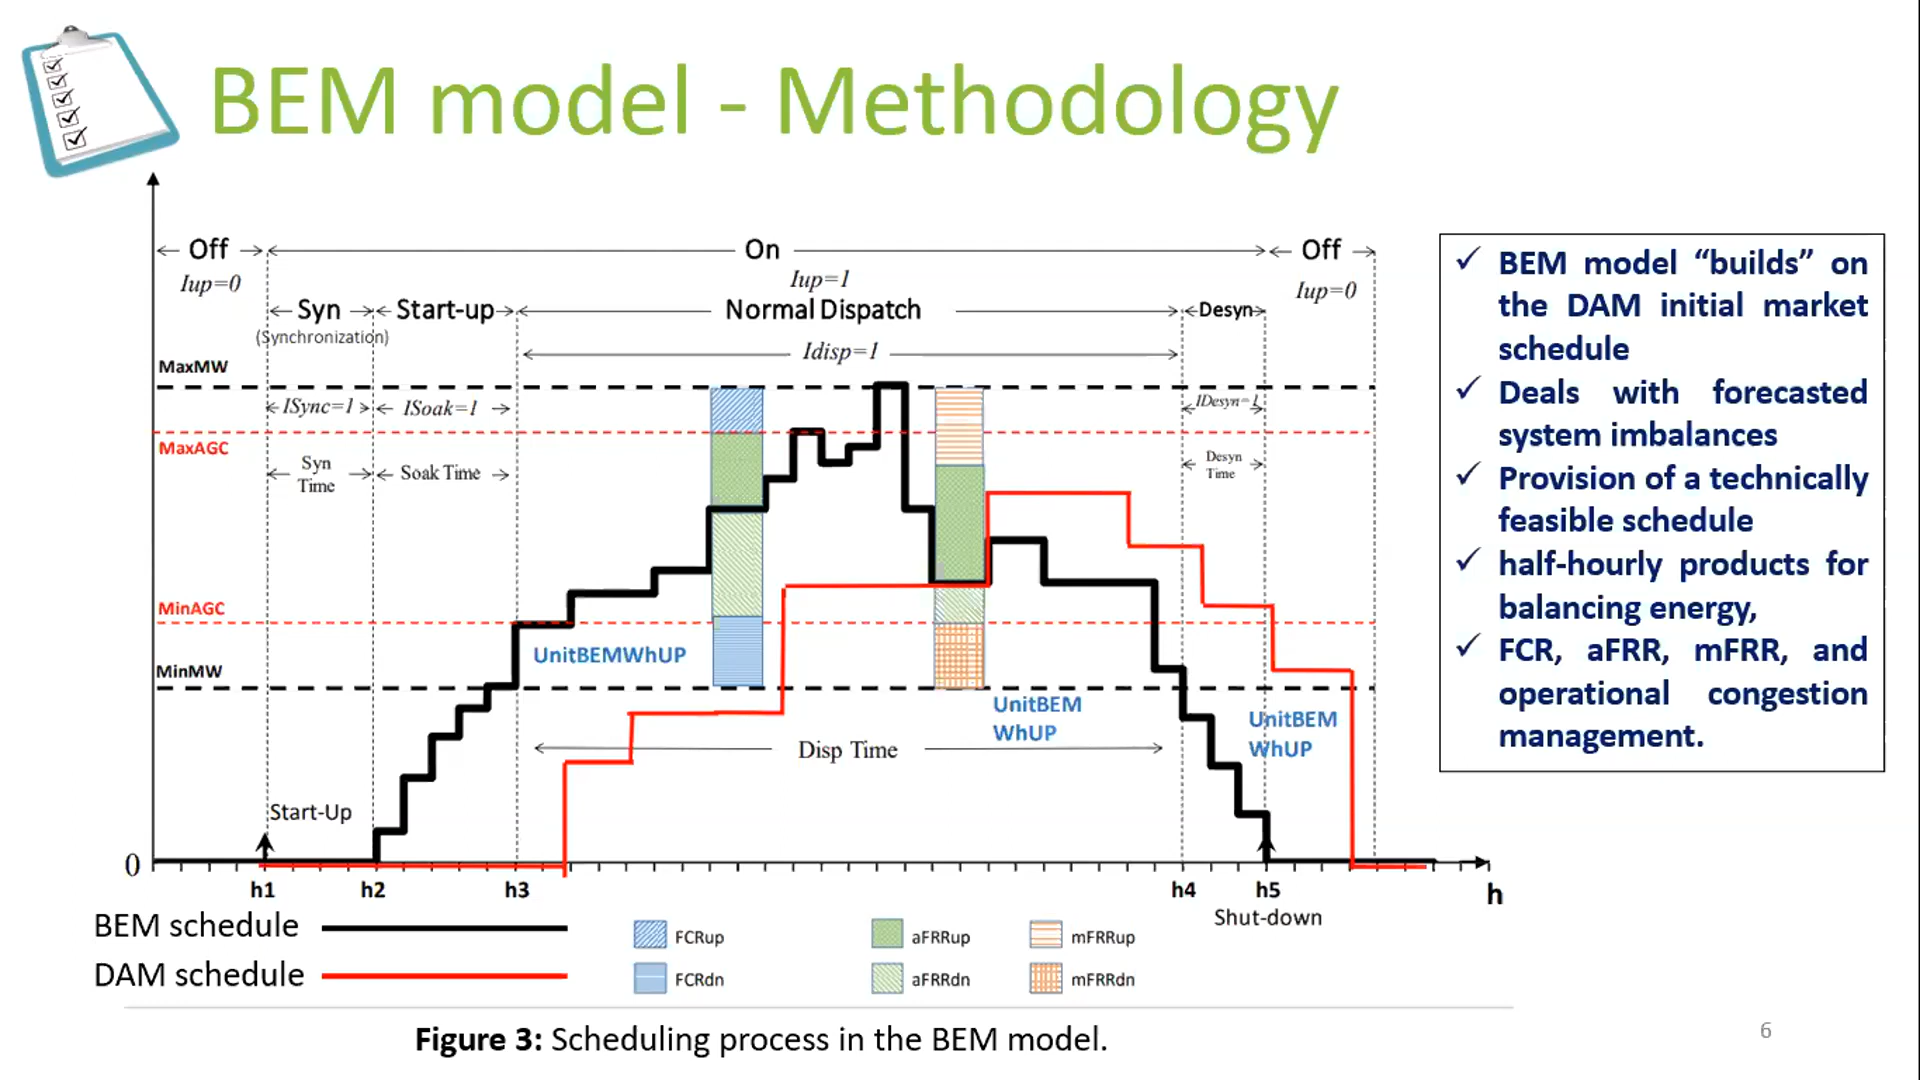 BEM model - Methodology
Off
On
Off
Iup=0
Iup=1
Iup=0
Syn
Start-up
Normal Dispatch
Desyn
(Synchronization)
Idisp=1
MaxMW
ISync=1
ISoak=1
IDesyn=1
MaxAGC
Syn
Time
Soak Time
Desyn
Time
MinAGC
UnitBEMWhUP
MinMW
UnitBEM
WhUP
UnitBEM
WhUP
Disp Time
Start-Up
0
h1
h2
h3
h4
h5
h
Shut-down
BEM schedule
DAM schedule
FCRup
aFRRup
mFRRup
FCRdn
aFRRdn
mFRRdn
Figure 3: Scheduling process in the BEM model.
BEM model “builds” on
the DAM initial market
schedule
Deals with forecasted
system imbalances
Provision of a technically
feasible schedule
half-hourly products for
balancing energy,
FCR, aFRR, mFRR, and
operational congestion
management.
6